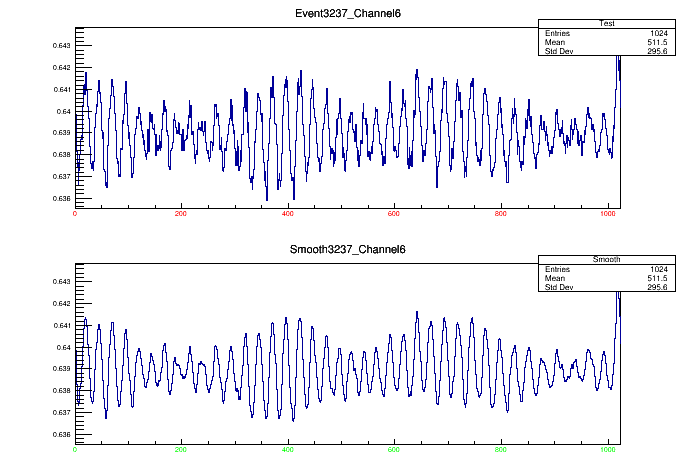 Event3237_Channel6
Test
Entries 1024
Mean 511.5
Std Dev 295.6
0.643
0.642
0.641
0.64
0.639
0.638
0.637
0.636
0 200 400 600 800 1000
Smooth3237_Channel6
Smooth
Entries 1024
Mean 511.5
Std Dev 295.6
0.643
0.642
0.641
0.64
0.639
0.638
0.637
0.636
0 200 400 600 800 1000